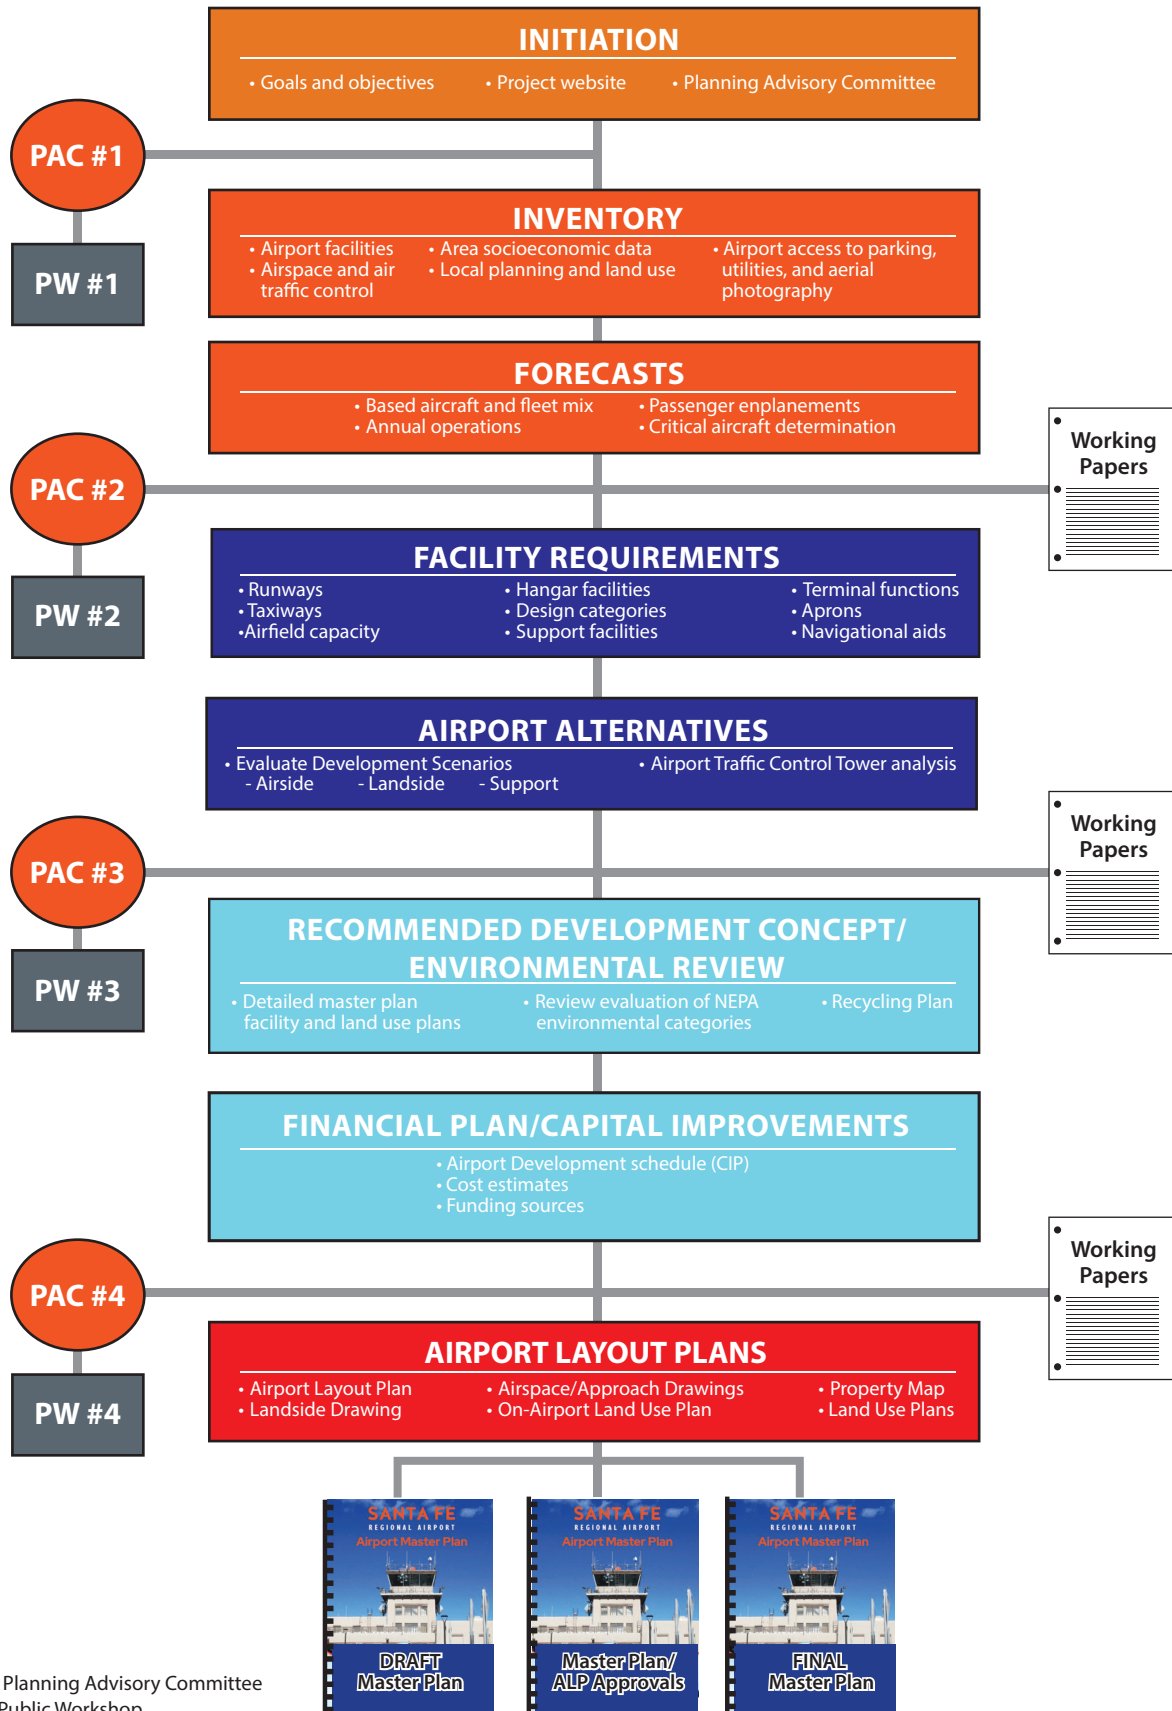 INITIATION
• Goals and objectives • Project website • Planning Advisory Committee
PAC #1
PW #1
INVENTORY
• Airport facilities • Area socioeconomic data • Airport access to parking,
• Airspace and air • Local planning and land use utilities, and aerial
traffic control photography
FORECASTS
• Based aircraft and fleet mix • Passenger enplanements
• Annual operations • Critical aircraft determination
PAC #2
Working
Papers
PW #2
FACILITY REQUIREMENTS
• Runways • Hangar facilities • Terminal functions
• Taxiways • Design categories • Aprons
•Airfield capacity • Support facilities • Navigational aids
AIRPORT ALTERNATIVES
• Evaluate Development Scenarios • Airport Traffic Control Tower analysis
- Airside - Landside - Support
PAC #3
Working
Papers
PW #3
RECOMMENDED DEVELOPMENT CONCEPT/
ENVIRONMENTAL REVIEW
• Detailed master plan • Review evaluation of NEPA • Recycling Plan
facility and land use plans environmental categories
FINANCIAL PLAN/CAPITAL IMPROVEMENTS
• Airport Development schedule (CIP)
• Cost estimates
• Funding sources
PAC #4
Working
Papers
PW #4
AIRPORT LAYOUT PLANS
• Airport Layout Plan • Airspace/Approach Drawings • Property Map
• Landside Drawing • On-Airport Land Use Plan • Land Use Plans
SANTA FE
REGIONAL AIRPORT
Airport Master Plan
DRAFT
Master Plan
SANTA FE
REGIONAL AIRPORT
Airport Master Plan
Master Plan/
ALP Approvals
SANTA FE
REGIONAL AIRPORT
Airport Master Plan
FINAL
Master Plan
Planning Advisory Committee
Public Workshop